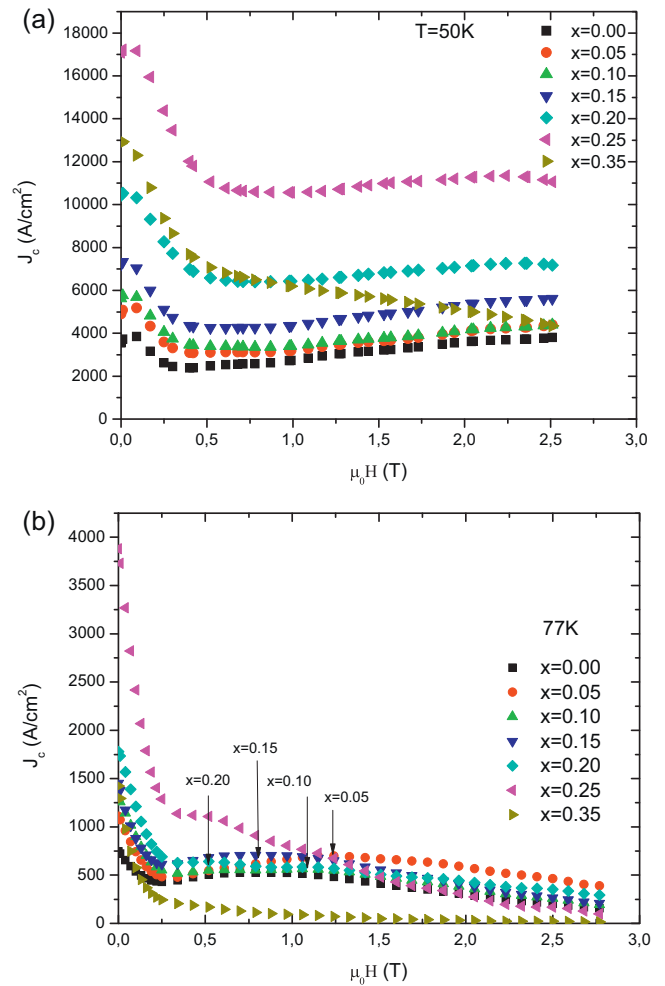 (a)
T=50K
x=0.00
x=0.05
x=0.10
x=0.15
x=0.20
x=0.25
x=0.35
18000
16000
14000
12000
10000
8000
6000
4000
2000
0
J_c (A/cm²)
0,0 0,5 1,0 1,5 2,0 2,5 3,0
μ₀H (T)
(b)
77K
x=0.00
x=0.05
x=0.10
x=0.15
x=0.20
x=0.25
x=0.35
4000
3500
3000
2500
2000
1500
1000
500
0
J_c (A/cm²)
x=0.15
x=0.20
x=0.10
x=0.05
0,0 0,5 1,0 1,5 2,0 2,5 3,0
μ₀H (T)